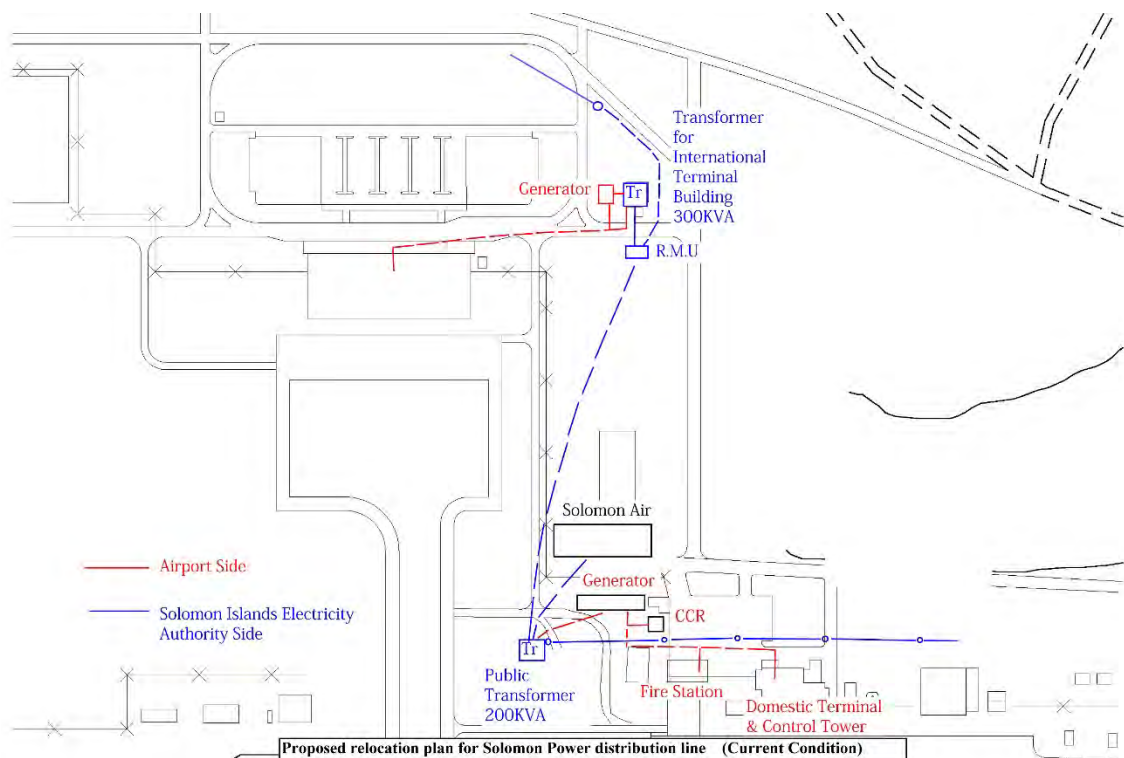 Transformer
for
International
Terminal
Building
300KVA
Generator
Tr
R.M.U
Solomon Air
Airport Side
Generator
Solomon Islands Electricity
Authority Side
CCR
Tr
Public
Transformer
200KVA
Fire Station
Domestic Terminal
& Control Tower
Proposed relocation plan for Solomon Power distribution line (Current Condition)